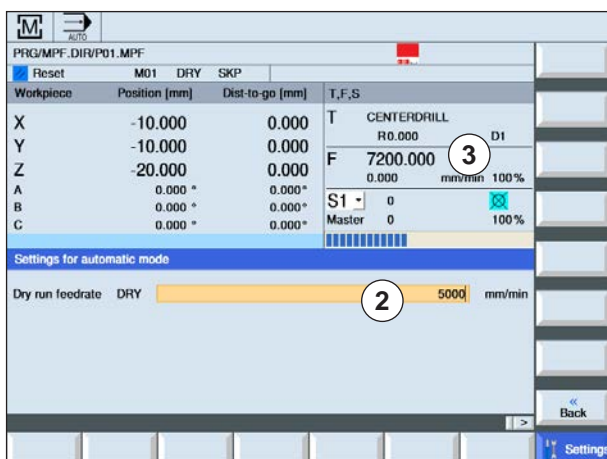 M
AUTO
PRG/MPF.DIR/P01.MPF
Reset M01 DRY SKP
Workpiece Position [mm] Dist-to-go [mm] T,F,S
X -10.000 0.000
Y -10.000 0.000
Z -20.000 0.000
A 0.000 ° 0.000°
B 0.000 ° 0.000°
C 0.000 ° 0.000°
T CENTERDRILL
R0.000 D1
F 7200.000 3
0.000 mm/min 100%
S1 0
Master 0 100%
Settings for automatic mode
Dry run feedrate DRY 2 5000 mm/min
«
Back
>
Settings